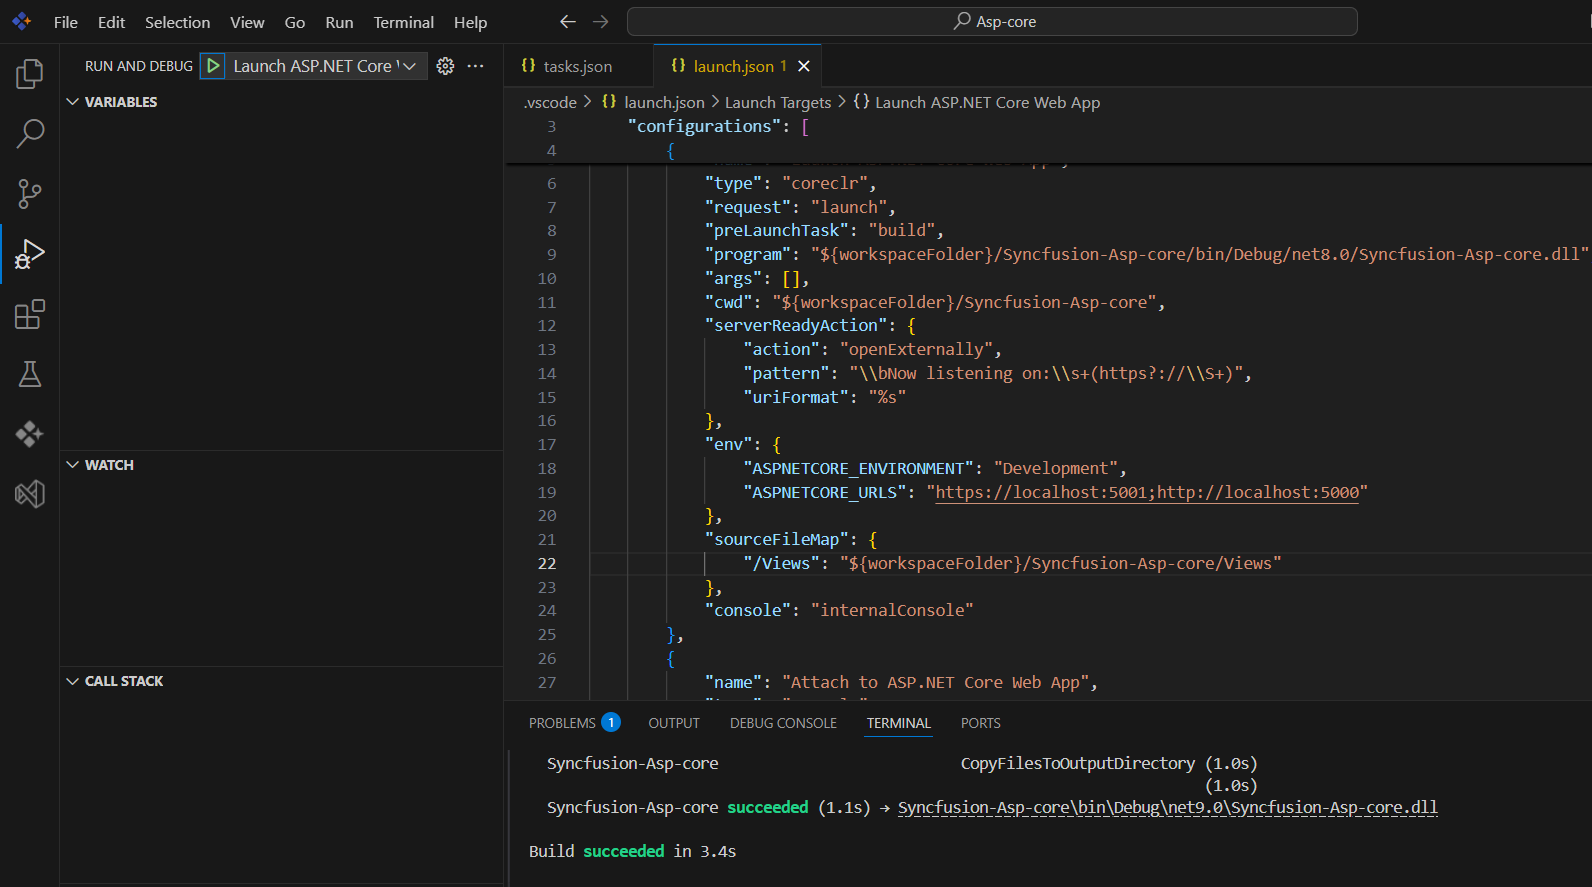 File Edit Selection View Go Run Terminal Help
Asp-core
RUN AND DEBUG Launch ASP.NET Core
VARIABLES
WATCH
CALL STACK
tasks.json
launch.json 1
.vscode > launch.json > Launch Targets > {} Launch ASP.NET Core Web App
3 "configurations": [
4 {
6 "type": "coreclr",
7 "request": "launch",
8 "preLaunchTask": "build",
9 "program": "${workspaceFolder}/Syncfusion-Asp-core/bin/Debug/net8.0/Syncfusion-Asp-core.dll"
10 "args": [],
11 "cwd": "${workspaceFolder}/Syncfusion-Asp-core",
12 "serverReadyAction": {
13 "action": "openExternally",
14 "pattern": "\\bNow listening on:\\s+(https?://\\S+)",
15 "uriFormat": "%s"
16 },
17 "env": {
18 "ASPNETCORE_ENVIRONMENT": "Development",
19 "ASPNETCORE_URLS": "https://localhost:5001;http://localhost:5000"
20 },
21 "sourceFileMap": {
22 "/Views": "${workspaceFolder}/Syncfusion-Asp-core/Views"
23 },
24 "console": "internalConsole"
25 },
26 {
27 "name": "Attach to ASP.NET Core Web App",
PROBLEMS 1 OUTPUT DEBUG CONSOLE TERMINAL PORTS
Syncfusion-Asp-core CopyFilesToOutputDirectory (1.0s)
(1.0s)
Syncfusion-Asp-core succeeded (1.1s) → Syncfusion-Asp-core\bin\Debug\net9.0\Syncfusion-Asp-core.dll
Build succeeded in 3.4s